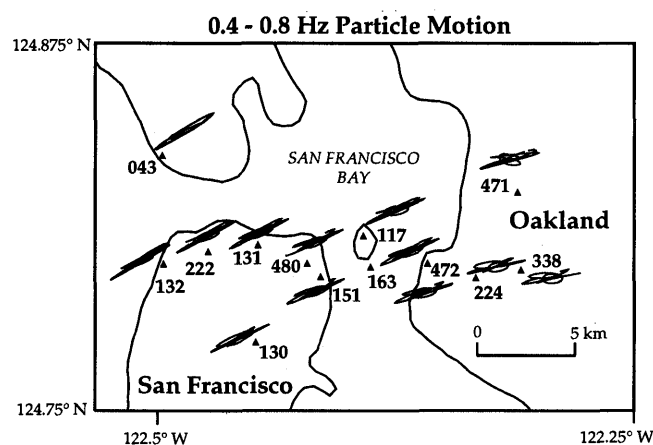 0.4 - 0.8 Hz Particle Motion
124.875° N
043
SAN FRANCISCO
BAY
471
Oakland
117
132
222
131
480
151
163
472
224
338
130
0
5 km
San Francisco
124.75° N
122.5° W
122.25° W